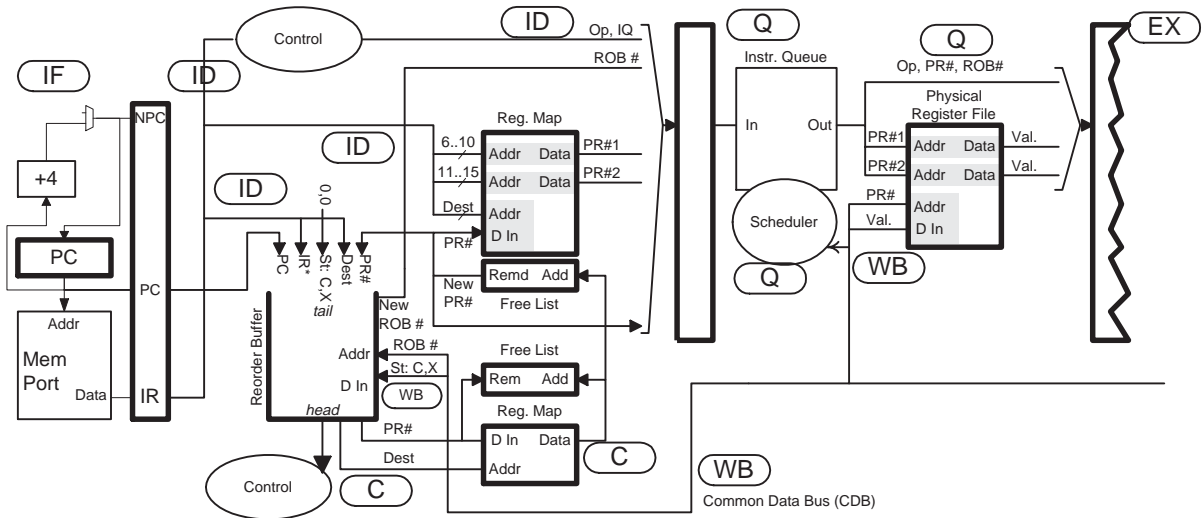 ID
Q
EX
Control
Op, IQ
ROB #
Q
IF
ID
Instr. Queue
Op, PR#, ROB#
Physical
Register File
NPC
Reg. Map
In
Out
6..10
Addr
Data
PR#1
PR#1
Addr
Data
Val.
ID
11..15
Addr
Data
PR#2
PR#2
Addr
Data
Val.
+4
ID
0,0
Dest
Addr
PR#
D In
Scheduler
PR#
Addr
Val.
D In
PC
PC
IR*
St: C,X
Dest
PR#
tail
Q
WB
PC
New
PR#
Remd
Add
Free List
New
ROB #
Addr
Mem
Port
Data
IR
Reorder Buffer
Addr
ROB #
Free List
D In
St: C,X
Rem
Add
WB
head
Reg. Map
PR#
D In
Data
C
Dest
Addr
WB
Control
C
Common Data Bus (CDB)